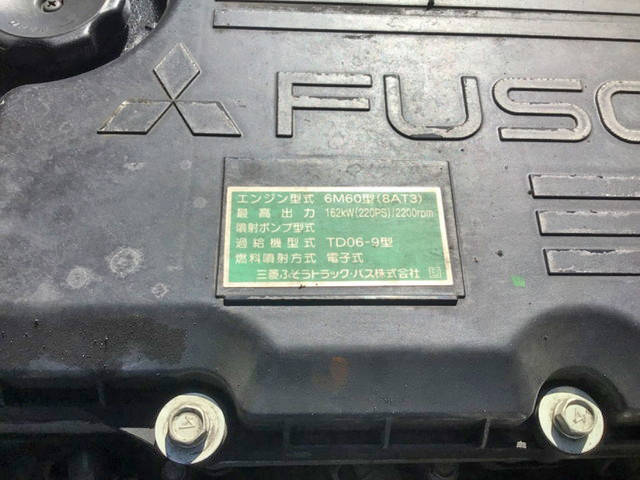 FUSO
エンジン型式 6M60型(8AT3)
最高出力 162kW(220PS)/2200rpm
噴射ポンプ型式
過給機型式 TD06-9型
燃料噴射方式 電子式
三菱ふそうトラック・バス株式会社